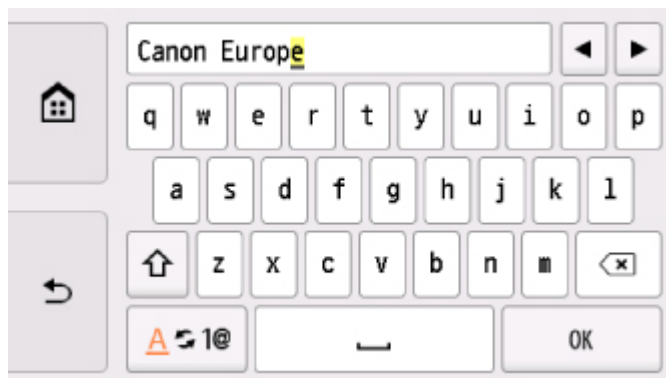 Canon Europe
q w e r t y u i o p
a s d f g h j k l
z x c v b n m
A 1@ OK